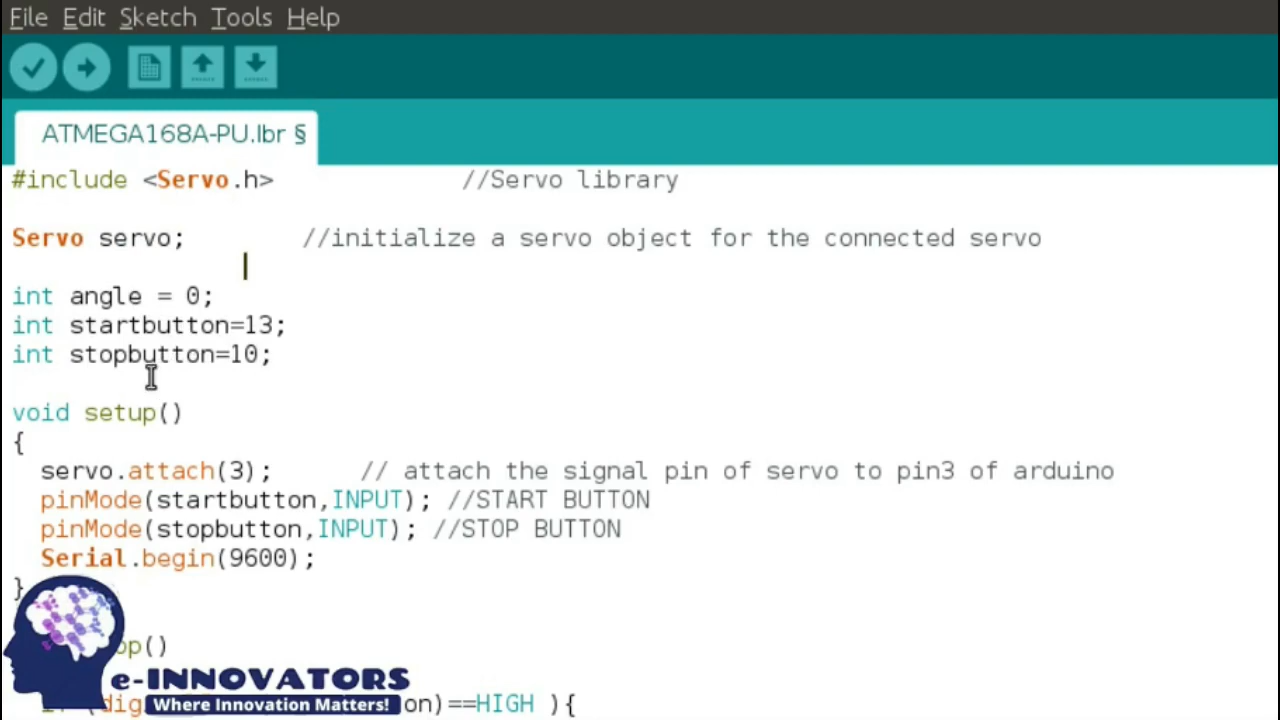 File Edit Sketch Tools Help
ATMEGA168A-PU.lbr §
#include <Servo.h> //Servo library
Servo servo; //initialize a servo object for the connected servo
int angle = 0;
int startbutton=13;
int stopbutton=10;
void setup()
{
servo.attach(3); // attach the signal pin of servo to pin3 of arduino
pinMode(startbutton,INPUT); //START BUTTON
pinMode(stopbutton,INPUT); //STOP BUTTON
Serial.begin(9600);
}
op()
on)==HIGH ){
e-INNOVATORS
Where Innovation Matters!